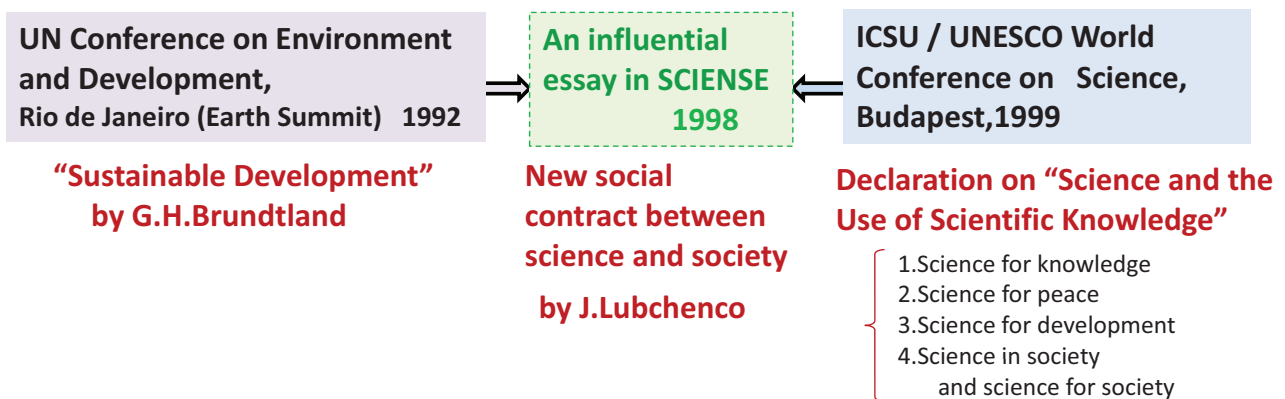 UN Conference on Environment
and Development,
Rio de Janeiro (Earth Summit) 1992
“Sustainable Development”
by G.H.Brundtland
An influential
essay in SCIENSE
1998
New social
contract between
science and society
by J.Lubchenco
ICSU / UNESCO World
Conference on Science,
Budapest,1999
Declaration on “Science and the
Use of Scientific Knowledge”
1.Science for knowledge
2.Science for peace
3.Science for development
4.Science in society
and science for society